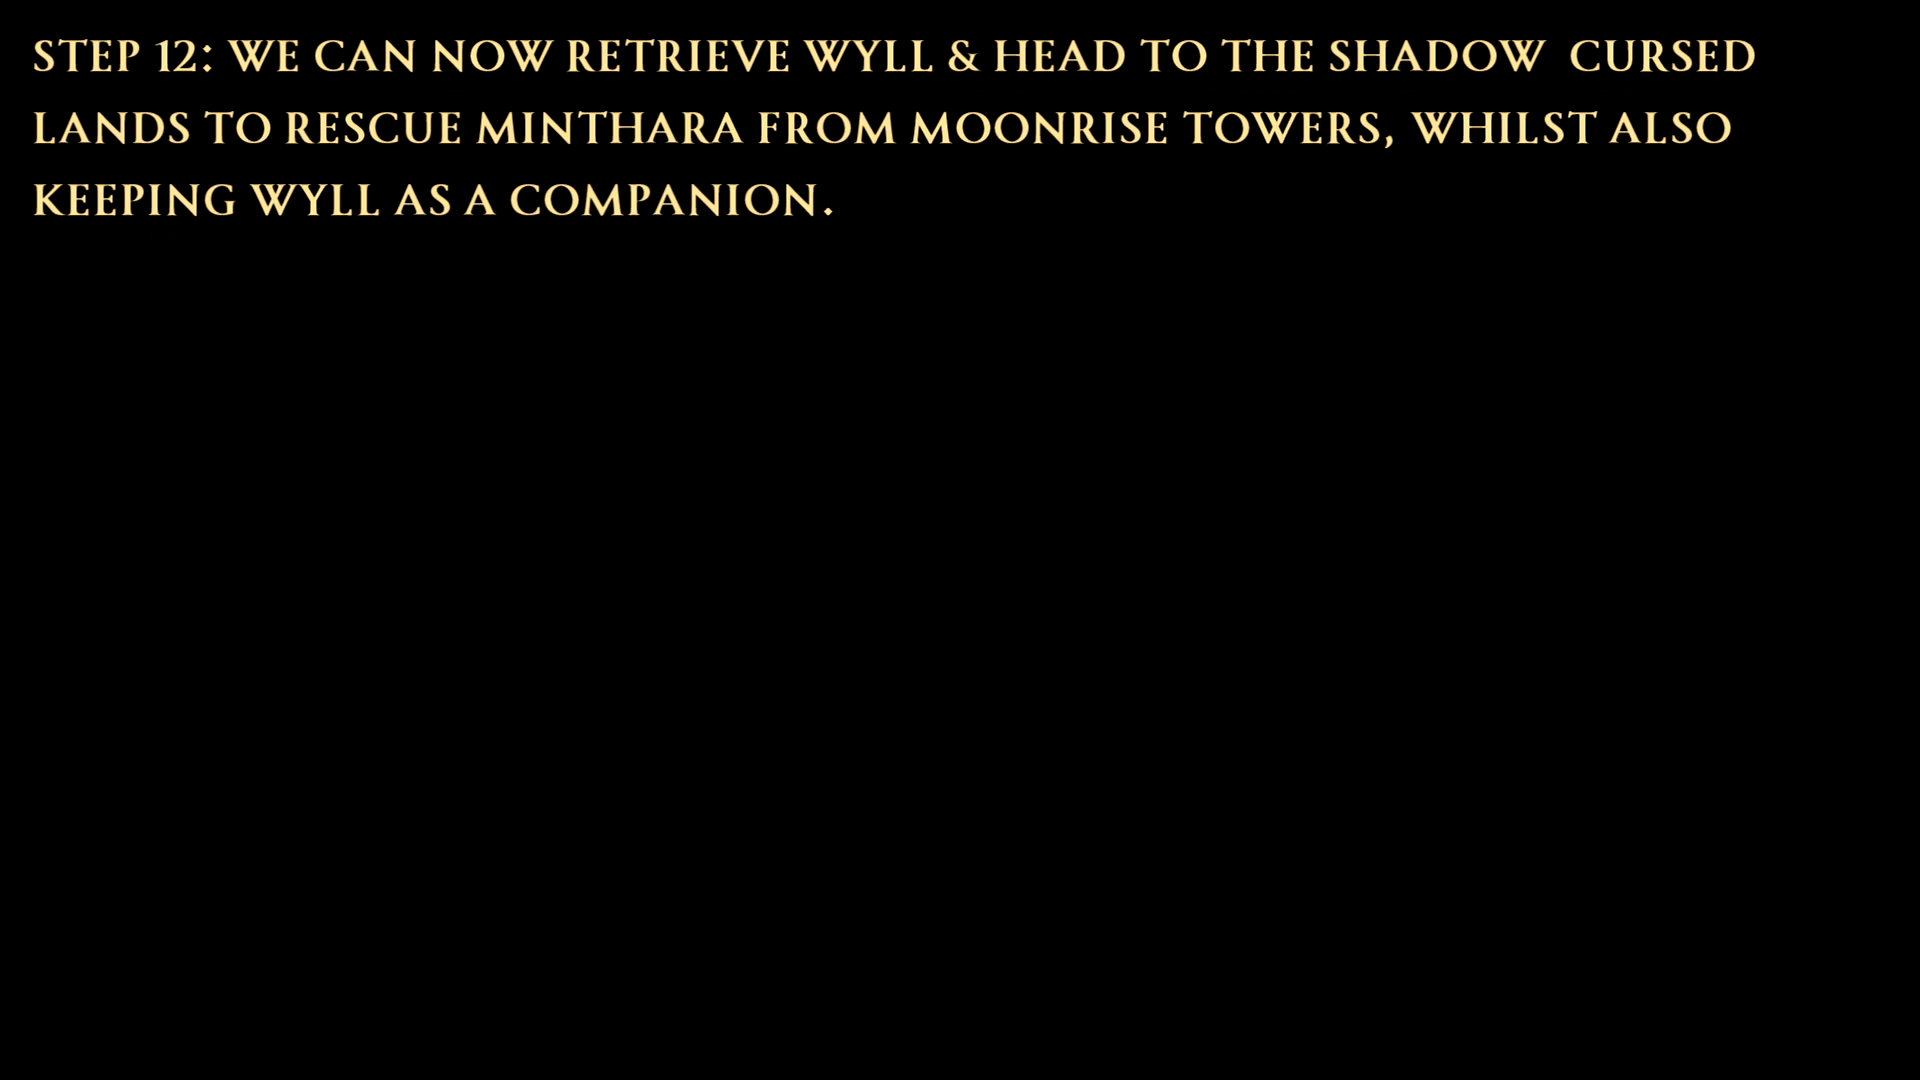 STEP 12: WE CAN NOW RETRIEVE WYLL & HEAD TO THE SHADOW CURSED
LANDS TO RESCUE MINTHARA FROM MOONRISE TOWERS, WHILST ALSO
KEEPING WYLL AS A COMPANION.